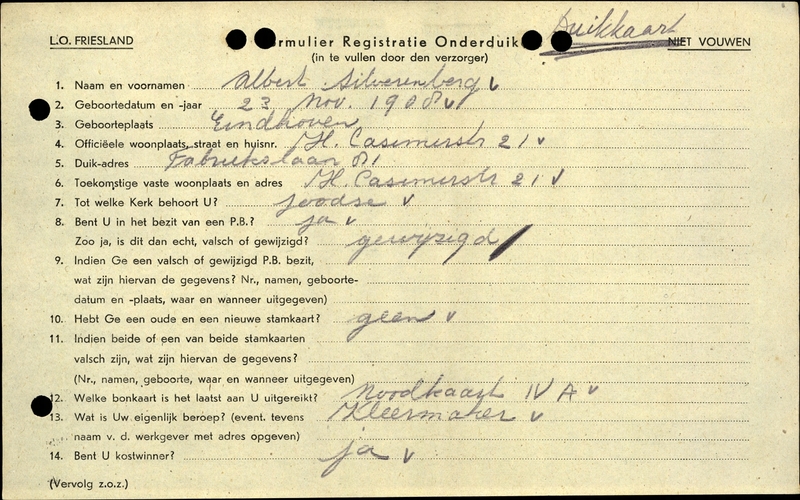 Duikkaart
L.O. FRIESLAND
rmulier Registratie Onderduik
NIET VOUWEN
(in te vullen door den verzorger)
1. Naam en voornamen Albert Silverenberg v
2. Geboortedatum en -jaar 23 Nov. 1908 v
3. Geboorteplaats Eindhoven
4. Officiëele woonplaats, straat en huisnr. H. Casimirstr 21 v
5. Duik-adres Fabriekslaan 81
6. Toekomstige vaste woonplaats en adres H. Casimirstr 21 v
7. Tot welke Kerk behoort U? Joodse v
8. Bent U in het bezit van een P.B.? ja v
Zoo ja, is dit dan echt, valsch of gewijzigd? gewyzigd
9. Indien Ge een valsch of gewijzigd P.B. bezit,
wat zijn hiervan de gegevens? Nr., namen, geboorte-
datum en -plaats, waar en wanneer uitgegeven)
10. Hebt Ge een oude en een nieuwe stamkaart? geen v
11. Indien beide of een van beide stamkaarten
valsch zijn, wat zijn hiervan de gegevens?
(Nr., namen, geboorte, waar en wanneer uitgegeven)
12. Welke bonkaart is het laatst aan U uitgereikt? Noodkaart IV A v
13. Wat is Uw eigenlijk beroep? (event. tevens Kleermaker v
naam v. d. werkgever met adres opgeven)
14. Bent U kostwinner? ja v
(Vervolg z.o.z.)